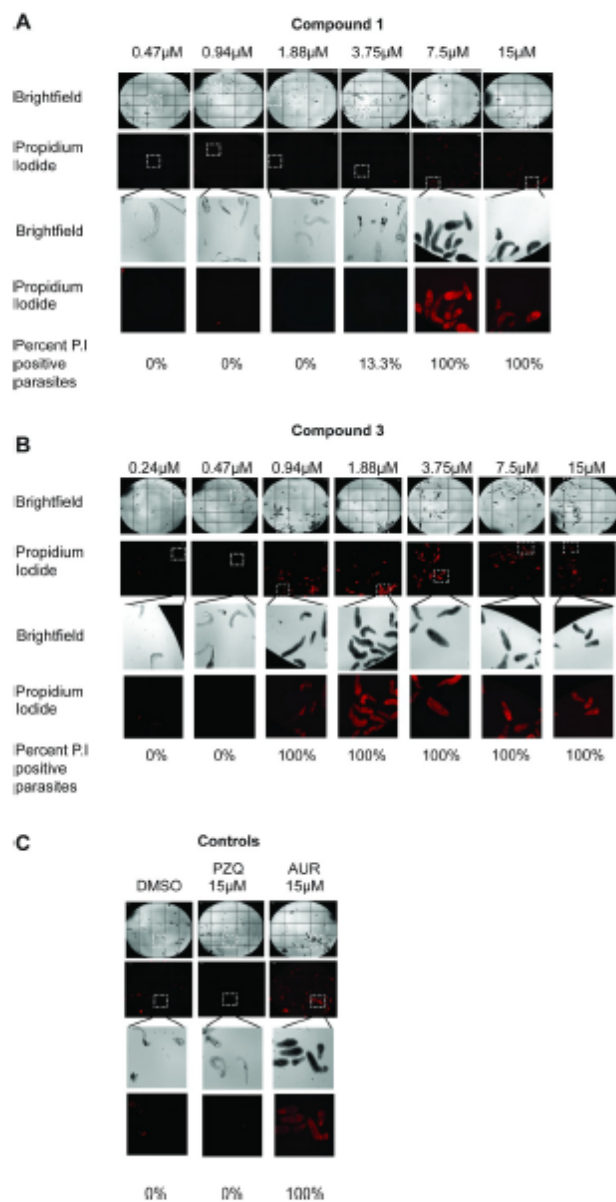 A
Compound 1
0.47µM 0.94µM 1.88µM 3.75µM 7.5µM 15µM
Brightfield
Propidium
Iodide
Brightfield
Propidium
Iodide
Percent P.I
positive
parasites
0% 0% 0% 13.3% 100% 100%
B
Compound 3
0.24µM 0.47µM 0.94µM 1.88µM 3.75µM 7.5µM 15µM
Brightfield
Propidium
Iodide
Brightfield
Propidium
Iodide
Percent P.I
positive
parasites
0% 0% 100% 100% 100% 100% 100%
C
Controls
DMSO PZQ 15µM AUR 15µM
0% 0% 100%